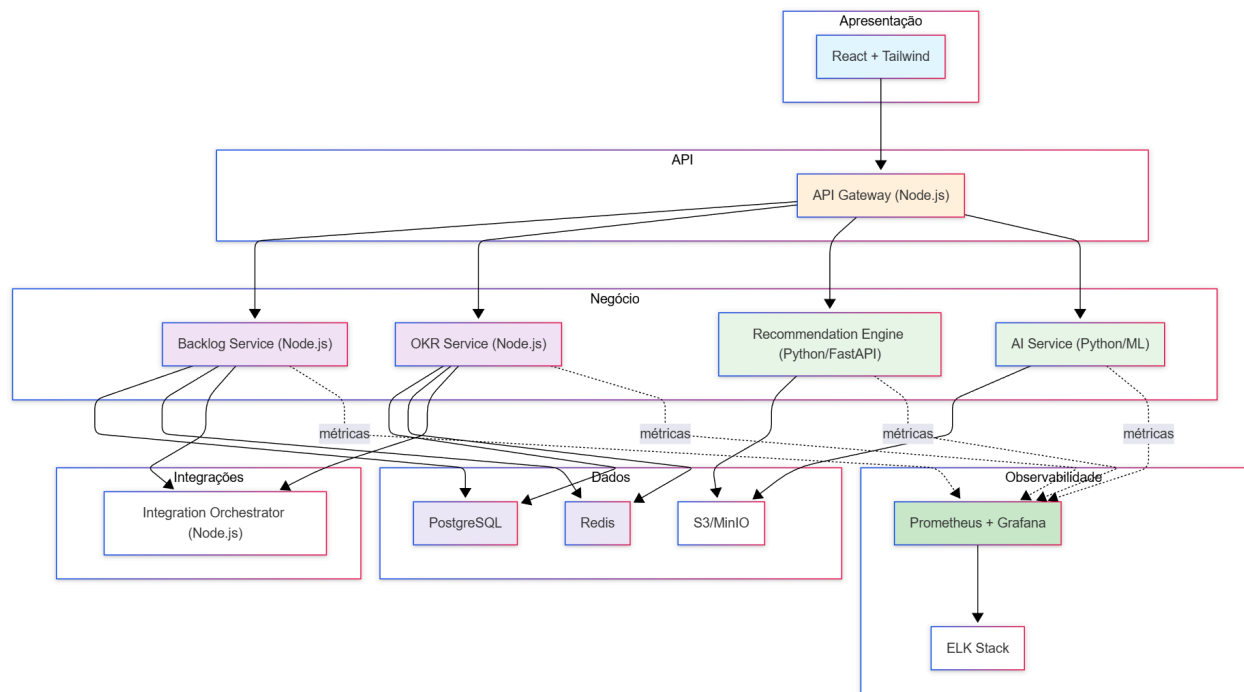 Apresentação
React + Tailwind
API
API Gateway (Node.js)
Negócio
Backlog Service (Node.js)
OKR Service (Node.js)
Recommendation Engine
(Python/FastAPI)
AI Service (Python/ML)
métricas
métricas
métricas
métricas
Integrações
Integration Orchestrator
(Node.js)
Dados
PostgreSQL
Redis
S3/MinIO
Observabilidade
Prometheus + Grafana
ELK Stack